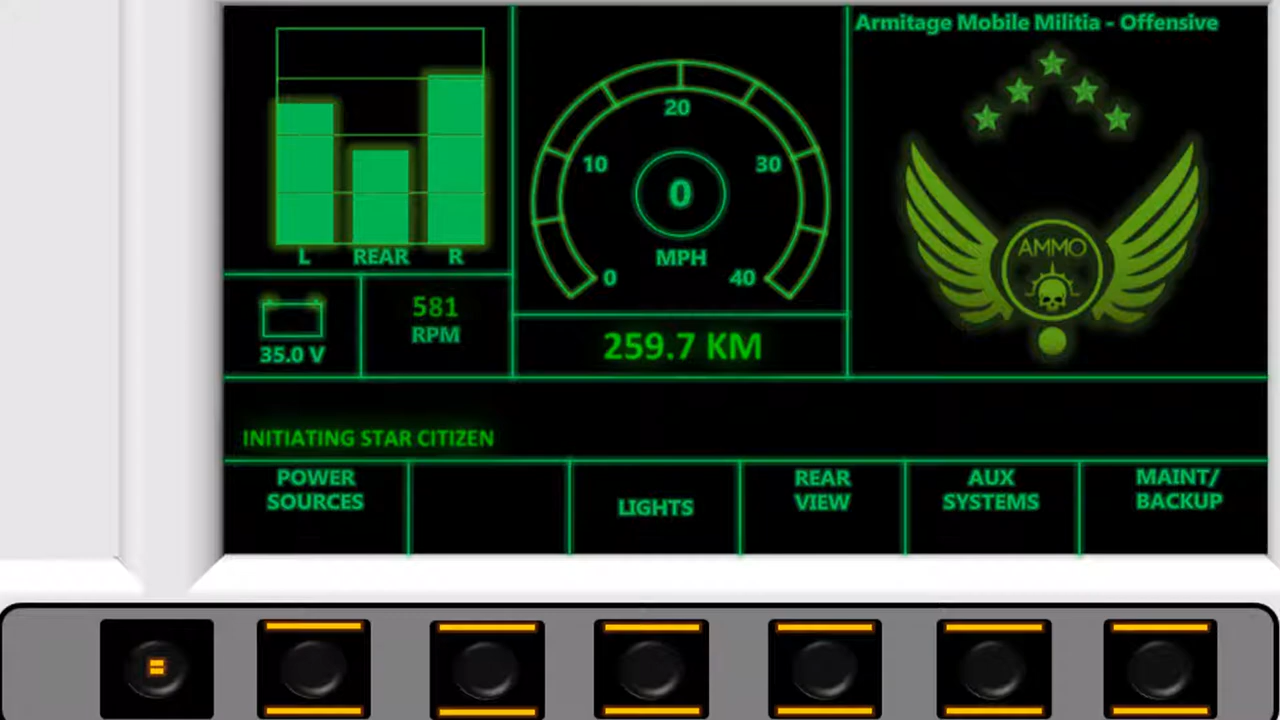 Armitage Mobile Militia - Offensive
L REAR R
35.0 V
581
RPM
0
10
20
30
40
0
MPH
259.7 KM
AMMO
INITIATING STAR CITIZEN
POWER
SOURCES
LIGHTS
REAR
VIEW
AUX
SYSTEMS
MAINT/
BACKUP